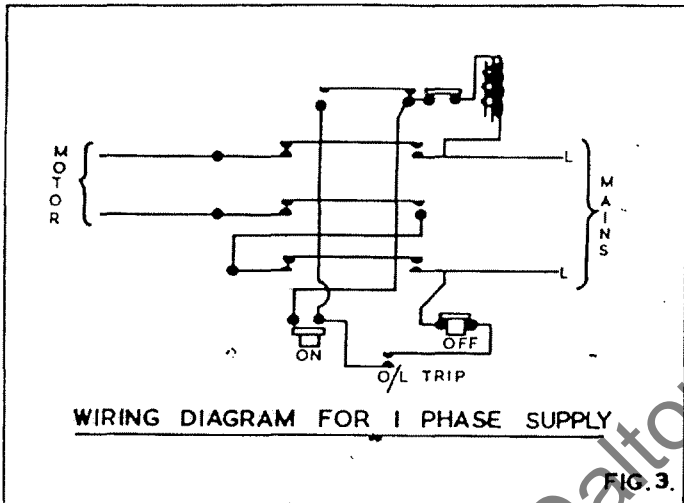 MOTOR
L
MAINS
L
ON
OFF
O/L TRIP
WIRING DIAGRAM FOR 1 PHASE SUPPLY
FIG. 3.